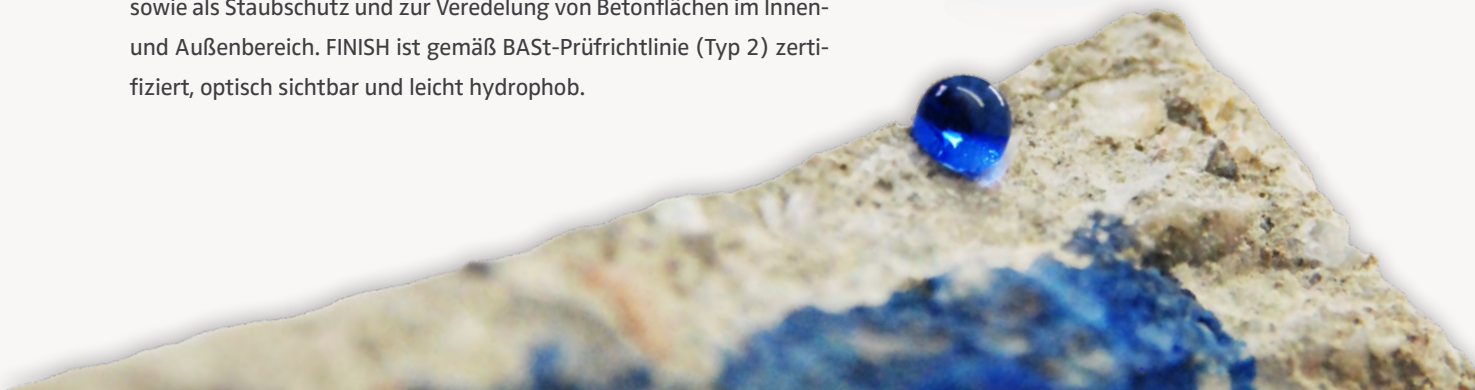 sowie als Staubschutz und zur Veredelung von Betonflächen im Innen-
und Außenbereich. FINISH ist gemäß BASt-Prüfrichtlinie (Typ 2) zerti-
fiziert, optisch sichtbar und leicht hydrophob.